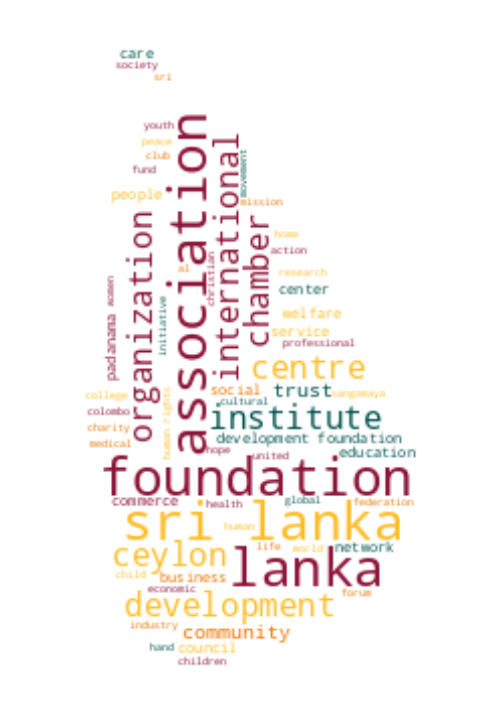 care
society
sri
youth
peace
club
fund
people
association
international
movement
mission
organization
chamber
home
action
al
christian
research
center
women
padanama
initiative
welfare
service
professional
centre
college
social
trust
sangamaya
cultural
colombo
institute
human rights
charity
medical
development foundation
hope
united
education
foundation
commerce
health
global
federation
sri lanka
human
ceylon
life
world
network
lanka
child
business
economic
forum
development
industry
community
hand
council
children